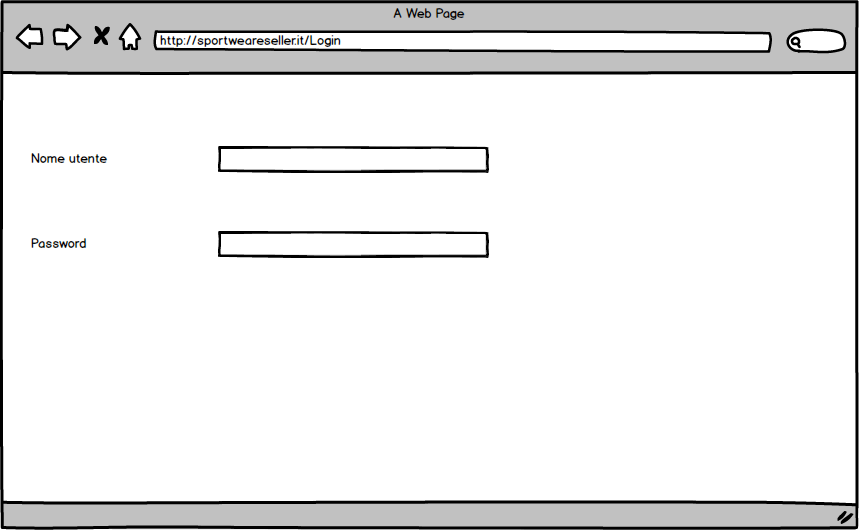 A Web Page
http://sportweareseller.it/Login
Nome utente
Password